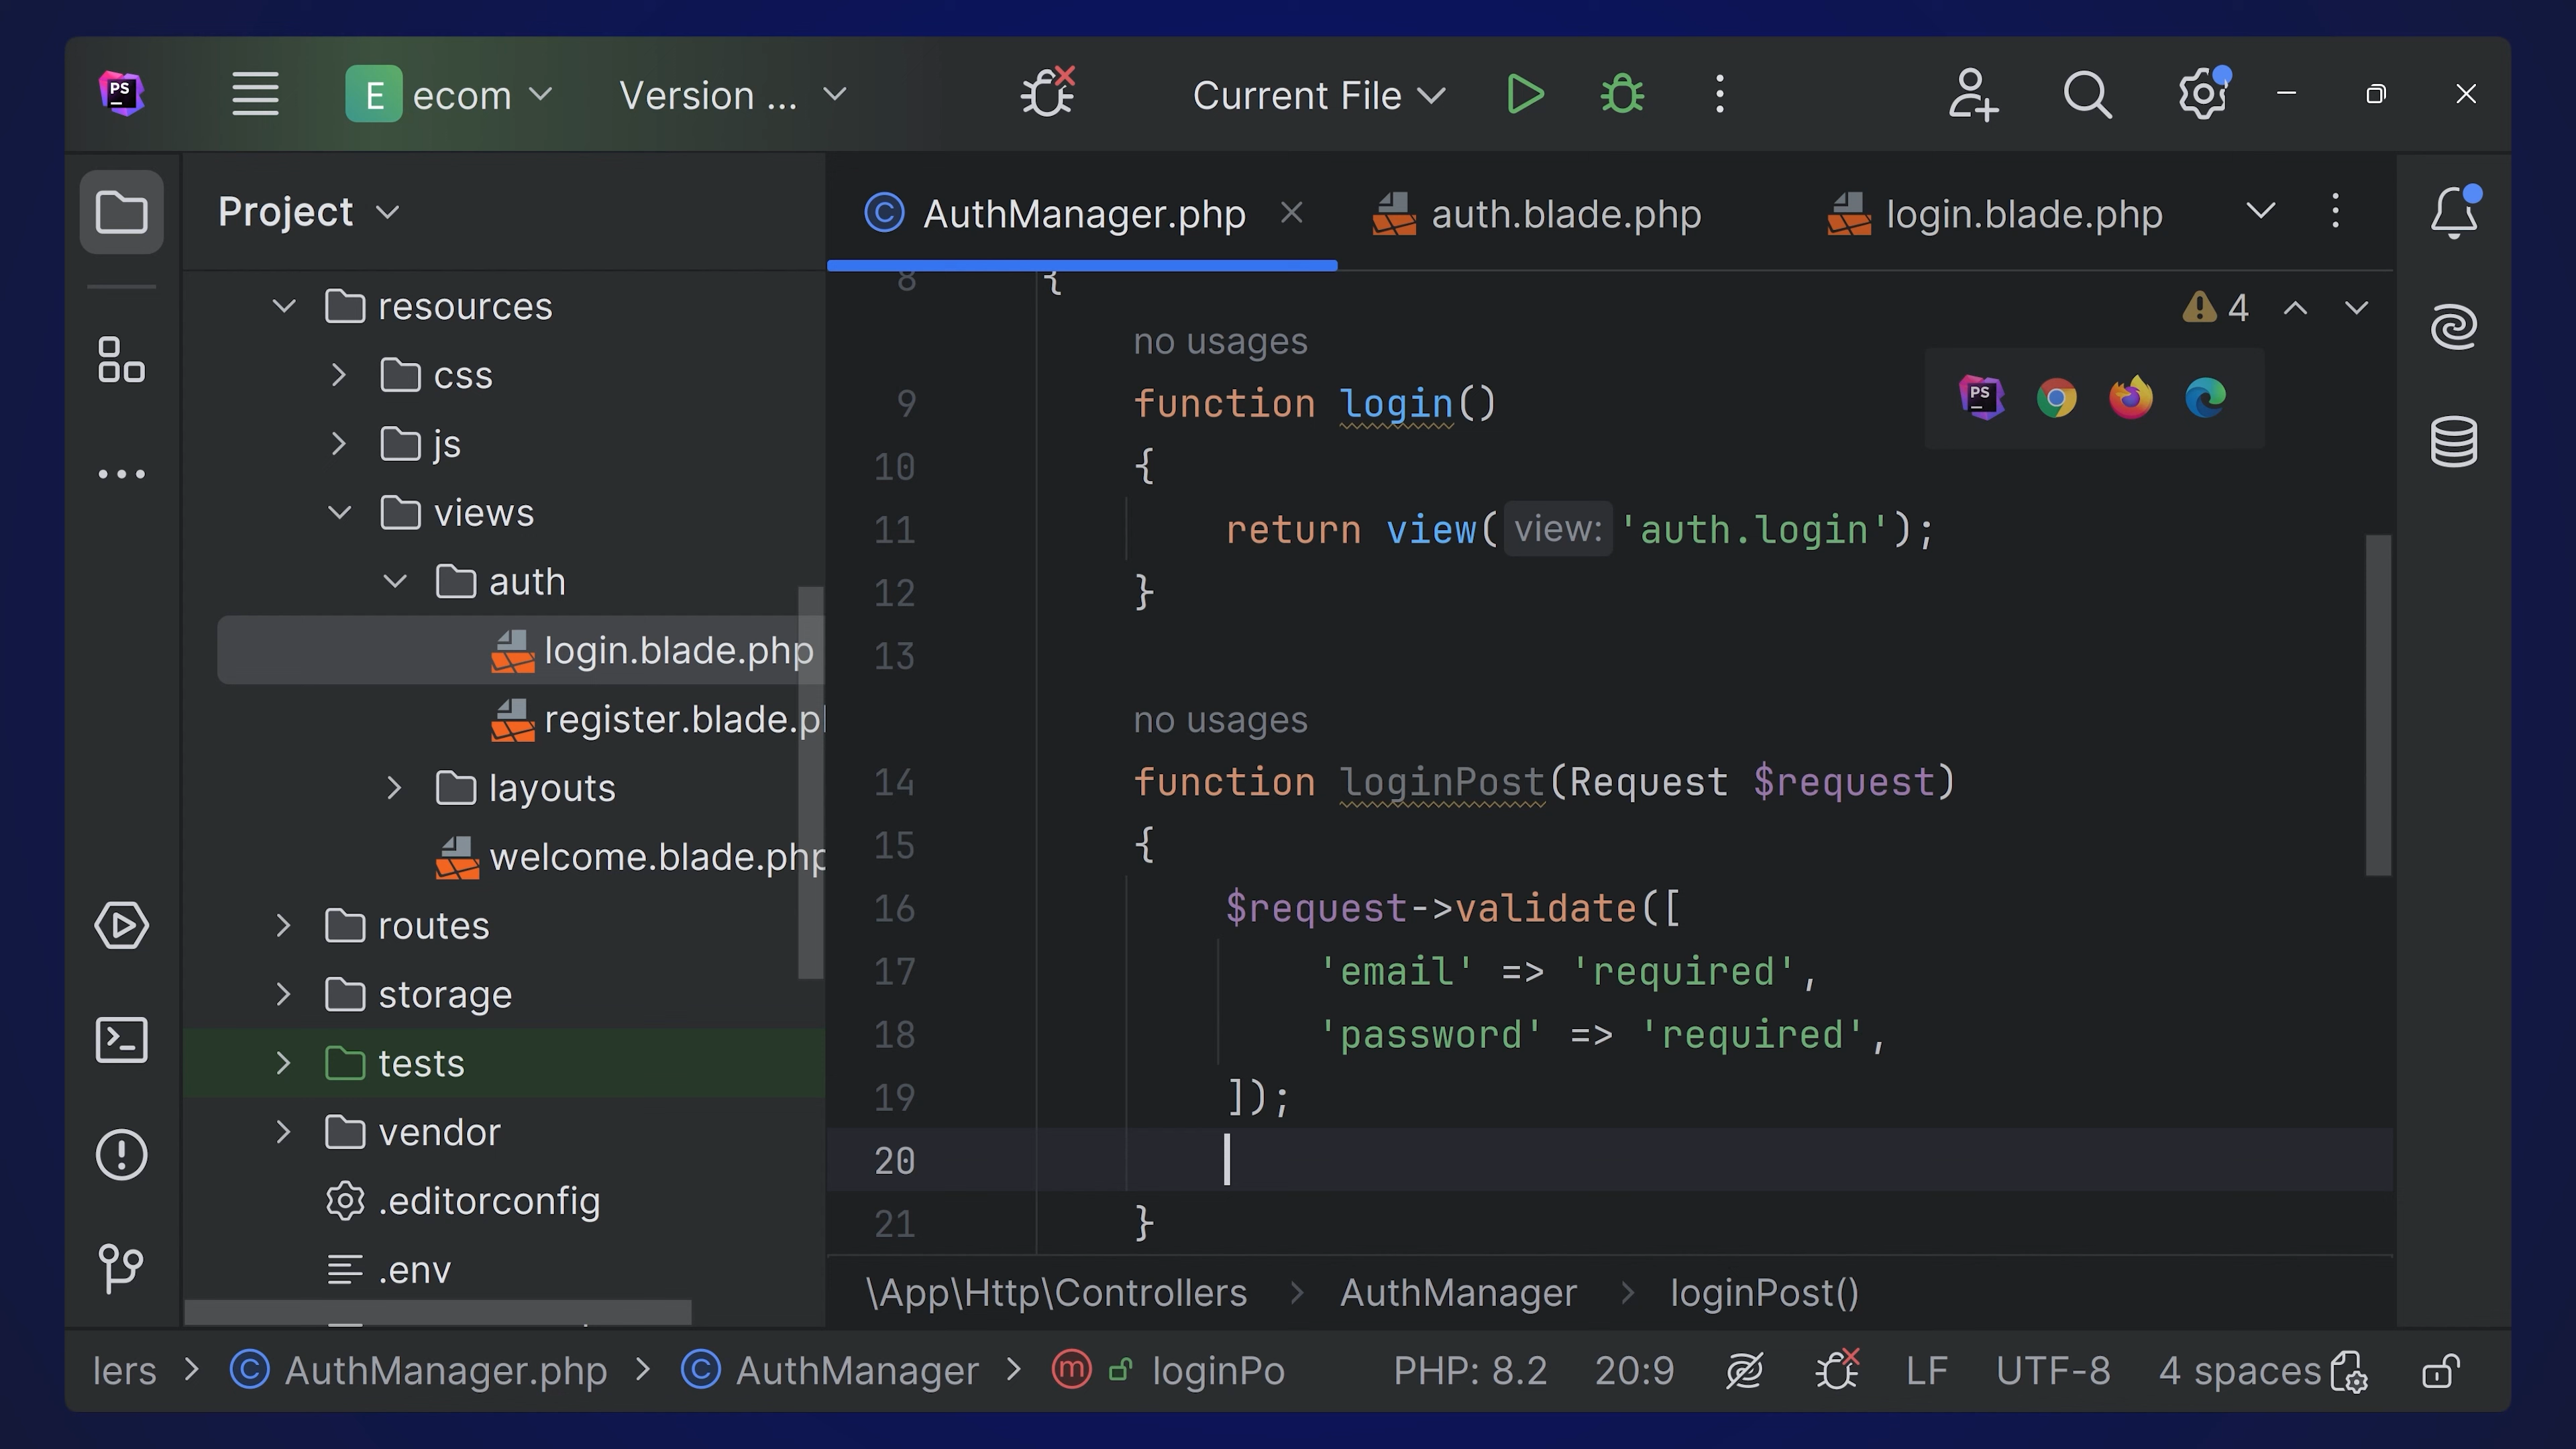 PS
E ecom
Version ...
Current File
Project
resources
css
js
views
auth
login.blade.php
register.blade.p
layouts
welcome.blade.php
routes
storage
tests
vendor
.editorconfig
.env
AuthManager.php
auth.blade.php
login.blade.php
4
PS
8 {
no usages
9 function login()
10 {
11 return view( view: 'auth.login');
12 }
13
no usages
14 function loginPost(Request $request)
15 {
16 $request->validate([
17 'email' => 'required',
18 'password' => 'required',
19 ]);
20
21 }
\App\Http\Controllers > AuthManager > loginPost()
lers > C AuthManager.php > C AuthManager > m loginPo
PHP: 8.2 20:9 LF UTF-8 4 spaces